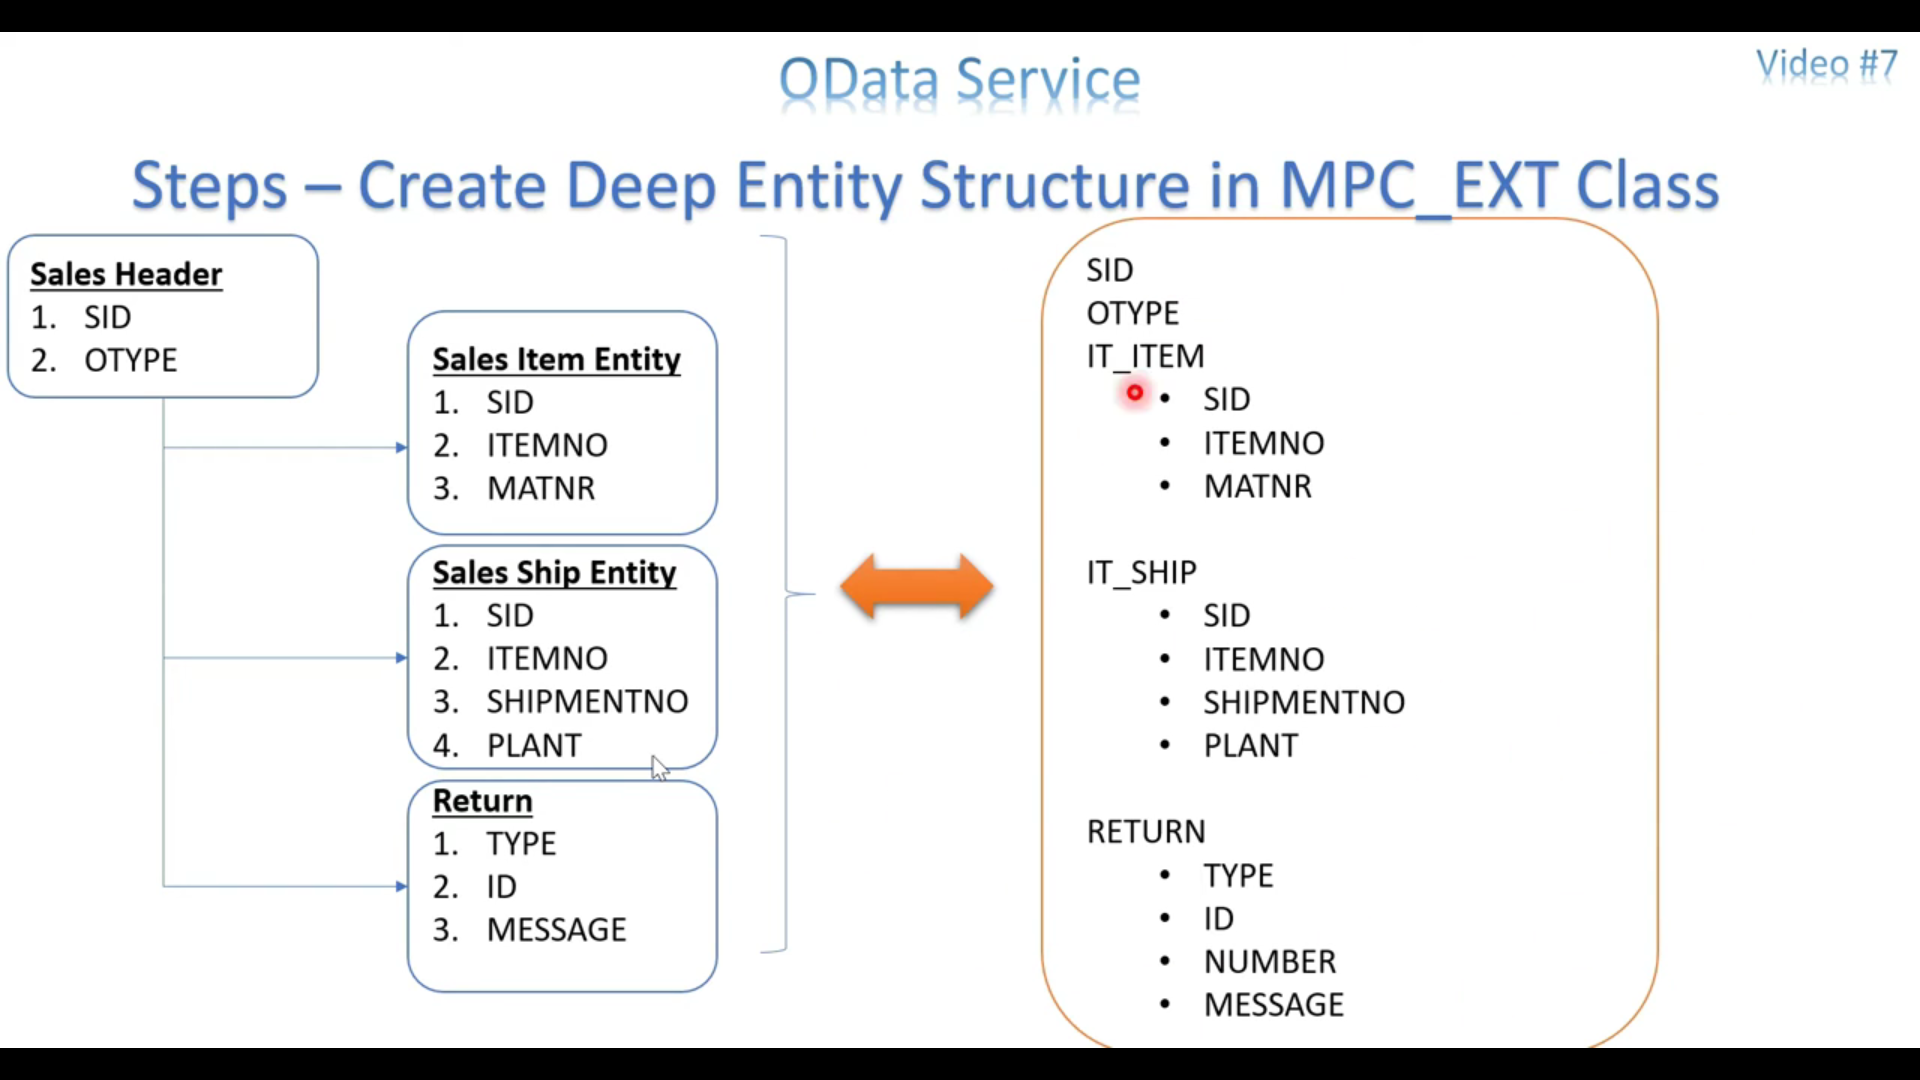 OData Service
Video #7
Steps – Create Deep Entity Structure in MPC_EXT Class
Sales Header
1. SID
2. OTYPE
Sales Item Entity
1. SID
2. ITEMNO
3. MATNR
Sales Ship Entity
1. SID
2. ITEMNO
3. SHIPMENTNO
4. PLANT
Return
1. TYPE
2. ID
3. MESSAGE
SID
OTYPE
IT_ITEM
• SID
• ITEMNO
• MATNR
IT_SHIP
• SID
• ITEMNO
• SHIPMENTNO
• PLANT
RETURN
• TYPE
• ID
• NUMBER
• MESSAGE